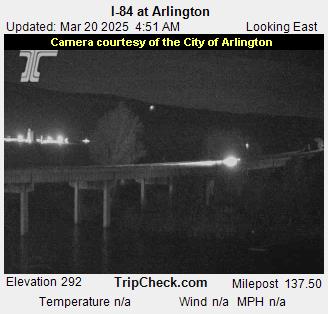 I-84 at Arlington
Updated: Mar 20 2025 4:51 AM Looking East
Camera courtesy of the City of Arlington
Elevation 292 TripCheck.com Milepost 137.50
Temperature n/a Wind n/a MPH n/a